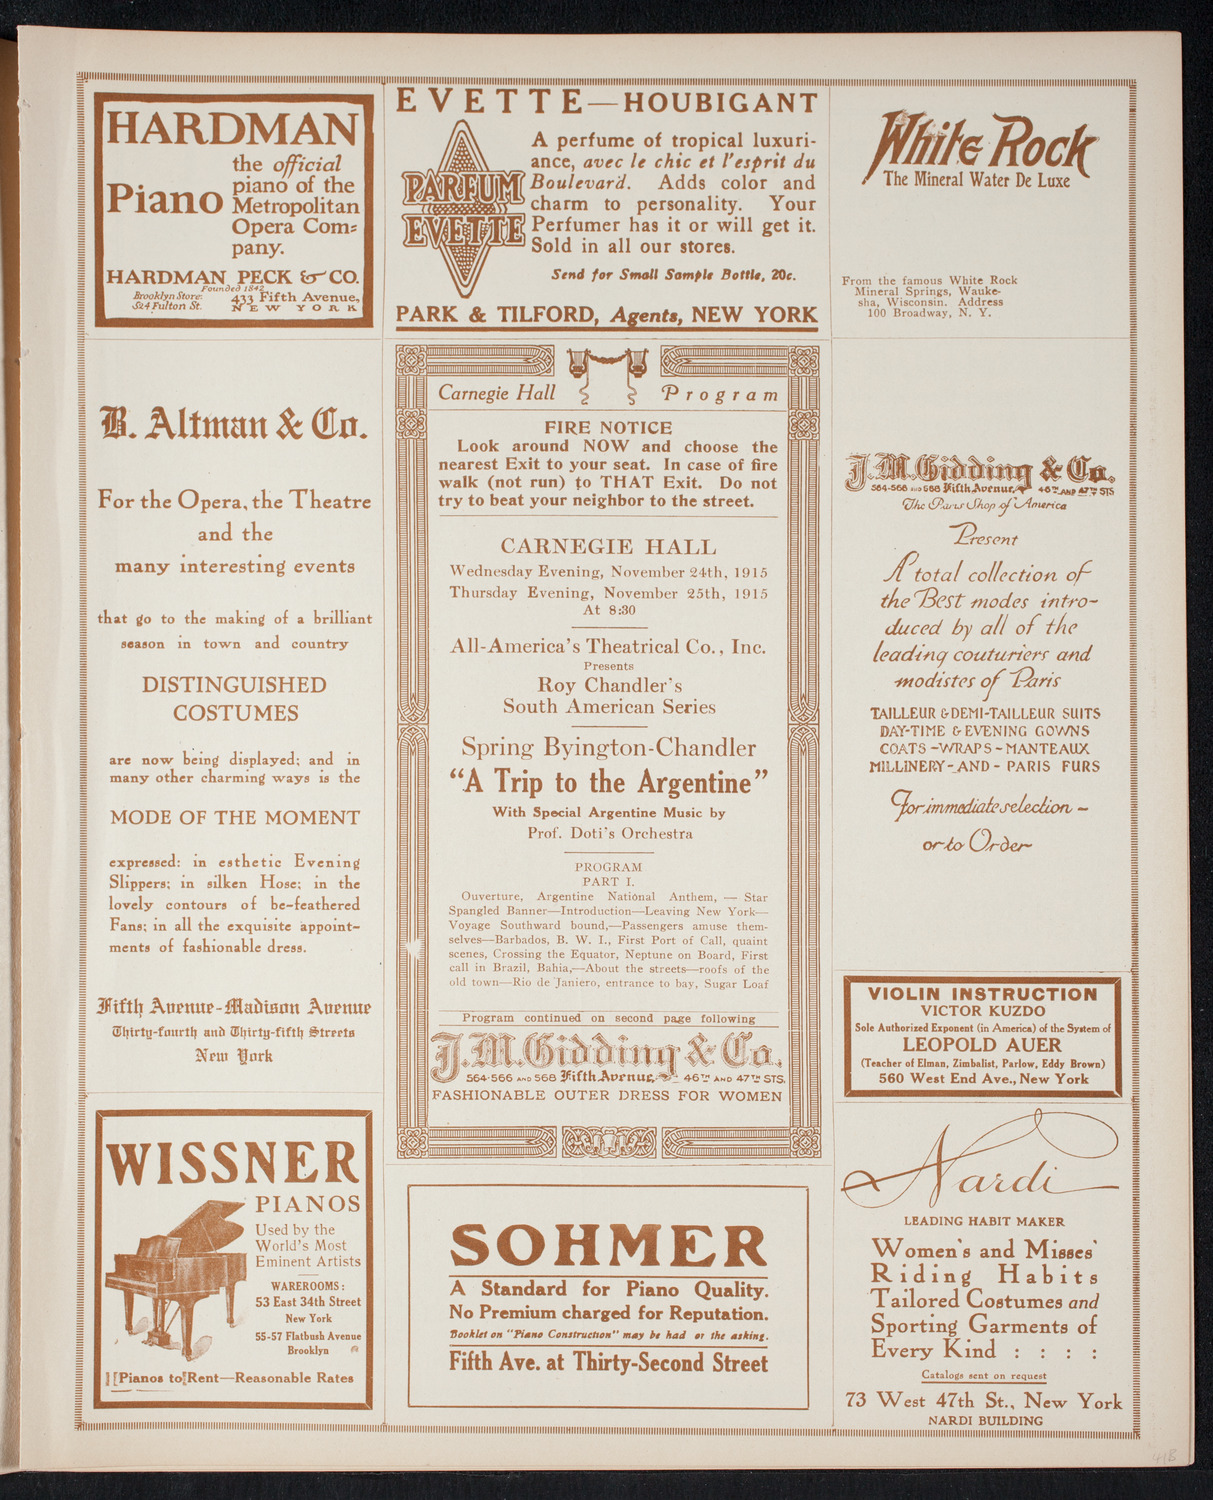 HARDMAN
Piano
the official
piano of the
Metropolitan
Opera Com=
pany.
HARDMAN, PECK & CO.
Founded 1842
Brooklyn Store:
524 Fulton St.
433 Fifth Avenue,
NEW YORK
EVETTE—HOUBIGANT
PARFUM
EVETTE
A perfume of tropical luxuri-
ance, avec le chic et l'esprit du
Boulevard. Adds color and
charm to personality. Your
Perfumer has it or will get it.
Sold in all our stores.
Send for Small Sample Bottle, 20c.
PARK & TILFORD, Agents, NEW YORK
White Rock
The Mineral Water De Luxe
From the famous White Rock
Mineral Springs, Wauke-
sha, Wisconsin. Address
100 Broadway, N. Y.
B. Altman & Co.
For the Opera, the Theatre
and the
many interesting events
that go to the making of a brilliant
season in town and country
DISTINGUISHED
COSTUMES
are now being displayed; and in
many other charming ways is the
MODE OF THE MOMENT
expressed: in esthetic Evening
Slippers; in silken Hose; in the
lovely contours of be-feathered
Fans; in all the exquisite appoint-
ments of fashionable dress.
Fifth Avenue-Madison Avenue
Thirty-fourth and Thirty-fifth Streets
New York
WISSNER
PIANOS
Used by the
World's Most
Eminent Artists
WAREROOMS:
53 East 34th Street
New York
55-57 Flatbush Avenue
Brooklyn
Pianos to Rent—Reasonable Rates
Carnegie Hall Program
FIRE NOTICE
Look around NOW and choose the
nearest Exit to your seat. In case of fire
walk (not run) to THAT Exit. Do not
try to beat your neighbor to the street.
CARNEGIE HALL
Wednesday Evening, November 24th, 1915
Thursday Evening, November 25th, 1915
At 8:30
All-America's Theatrical Co., Inc.
Presents
Roy Chandler's
South American Series
Spring Byington-Chandler
"A Trip to the Argentine"
With Special Argentine Music by
Prof. Doti's Orchestra
PROGRAM
PART I.
Ouverture, Argentine National Anthem, — Star
Spangled Banner—Introduction—Leaving New York—
Voyage Southward bound,—Passengers amuse them-
selves—Barbados, B. W. I., First Port of Call, quaint
scenes, Crossing the Equator, Neptune on Board, First
call in Brazil, Bahia,—About the streets—roofs of the
old town—Rio de Janiero, entrance to bay, Sugar Loaf
Program continued on second page following
J.M.Gidding & Co.
564-566 AND 568 Fifth Avenue, 46TH AND 47TH STS.
FASHIONABLE OUTER DRESS FOR WOMEN
SOHMER
A Standard for Piano Quality.
No Premium charged for Reputation.
Booklet on "Piano Construction" may be had or the asking.
Fifth Ave. at Thirty-Second Street
J.M.Gidding & Co.
564-566 AND 568 Fifth Avenue, 46TH AND 47TH STS
The Paris Shop of America
Present
A total collection of
the Best modes intro-
duced by all of the
leading couturiers and
modistes of Paris
TAILLEUR & DEMI-TAILLEUR SUITS
DAY-TIME & EVENING GOWNS
COATS - WRAPS - MANTEAUX
MILLINERY - AND - PARIS FURS
For immediate selection -
or to Order
VIOLIN INSTRUCTION
VICTOR KUZDO
Sole Authorized Exponent (in America) of the System of
LEOPOLD AUER
(Teacher of Elman, Zimbalist, Parlow, Eddy Brown)
560 West End Ave., New York
Nardi
LEADING HABIT MAKER
Women's and Misses'
Riding Habits
Tailored Costumes and
Sporting Garments of
Every Kind : : : :
Catalogs sent on request
73 West 47th St., New York
NARDI BUILDING
41B